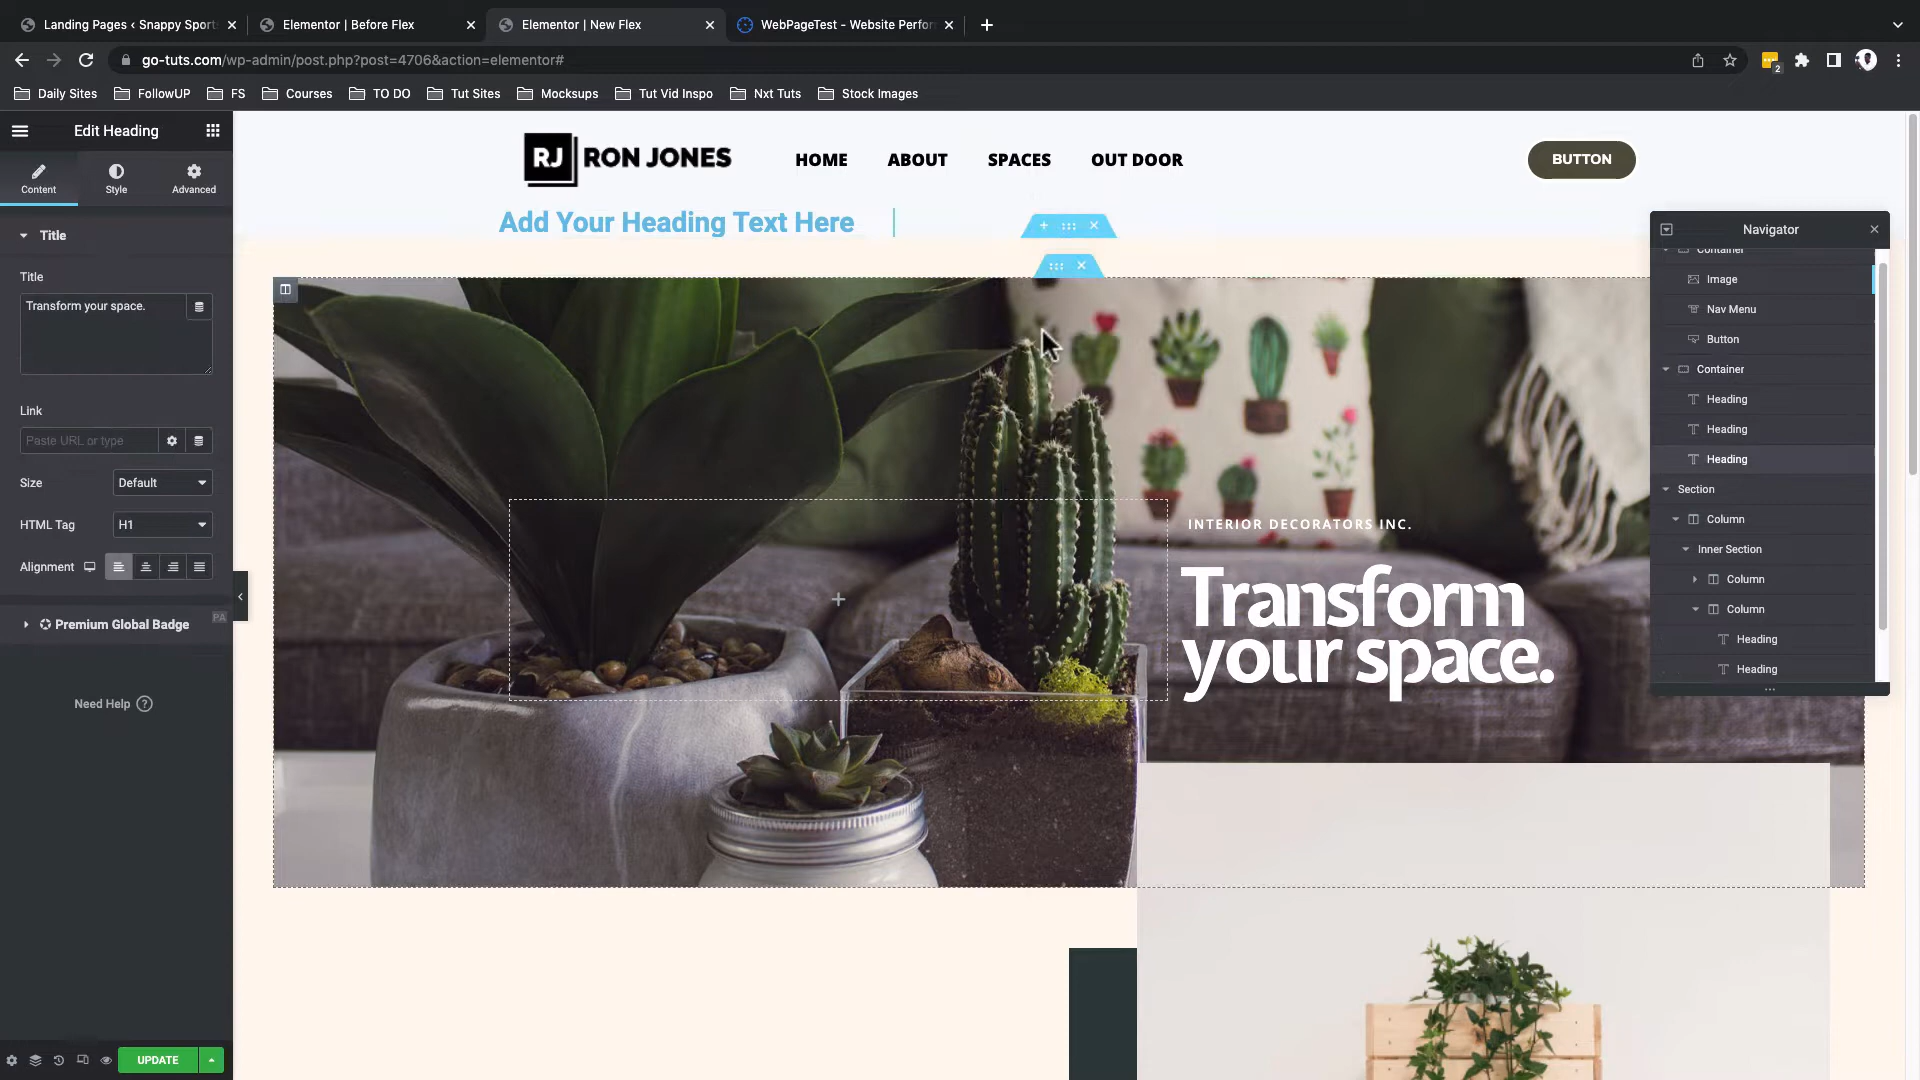 Landing Pages ‹ Snappy Sport
Elementor | Before Flex
Elementor | New Flex
WebPageTest - Website Perfor
go-tuts.com/wp-admin/post.php?post=4706&action=elementor#
2
Daily Sites
FollowUP
FS
Courses
TO DO
Tut Sites
Mocksups
Tut Vid Inspo
Nxt Tuts
Stock Images
Edit Heading
Content
Style
Advanced
Title
Title
Transform your space.
Link
Paste URL or type
Size
Default
HTML Tag
H1
Alignment
Premium Global Badge
PA
Need Help ?
UPDATE
RJ RON JONES
HOME
ABOUT
SPACES
OUT DOOR
BUTTON
Add Your Heading Text Here
INTERIOR DECORATORS INC.
Transform
your space.
Navigator
Container
Image
Nav Menu
Button
Container
Heading
Heading
Heading
Section
Column
Inner Section
Column
Column
Heading
Heading